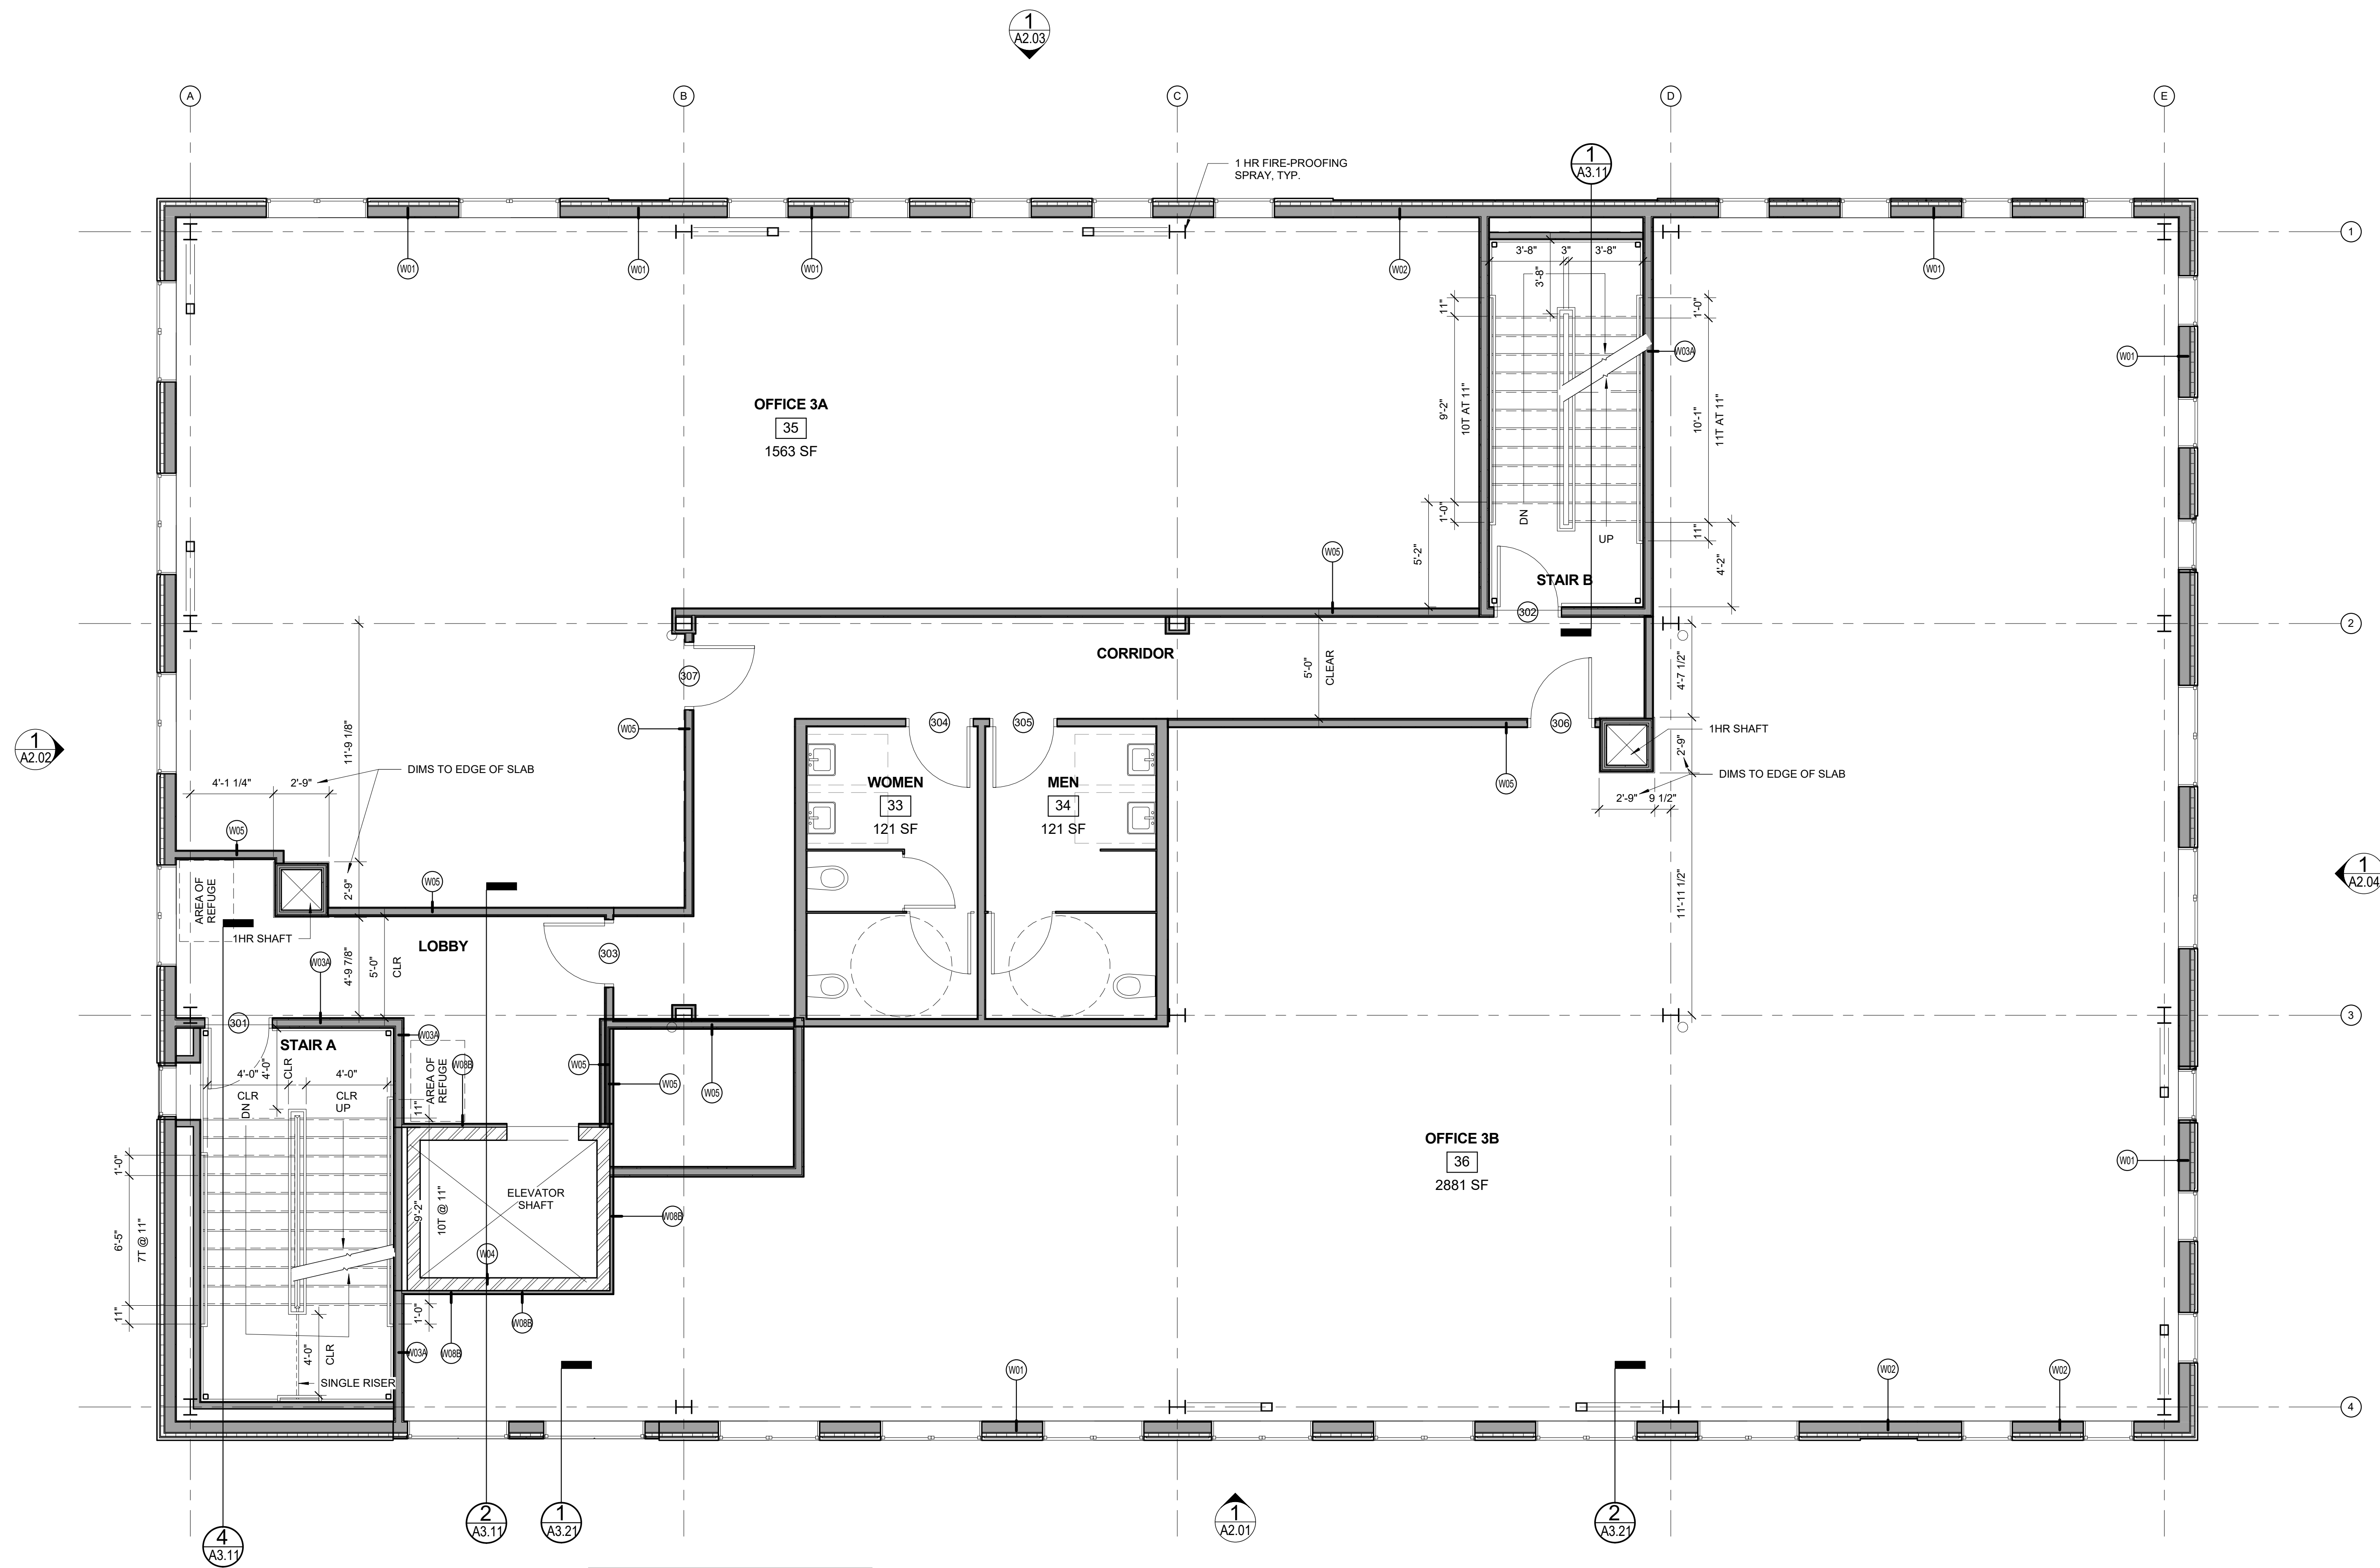 1
A2.03
A
B
C
D
E
1 HR FIRE-PROOFING
SPRAY, TYP.
1
A3.11
1
W01
W01
W01
W02
W01
3'-8"
3"
3'-8"
3'-8"
11"
1'-0"
W03A
W01
OFFICE 3A
35
1563 SF
9'-2"
10T AT 11"
10'-1"
11T AT 11"
1'-0"
DN
UP
11"
5'-2"
4'-2"
W05
STAIR B
302
2
307
CORRIDOR
5'-0"
CLEAR
4'-7 1/2"
304
305
306
W05
11'-9 1/8"
1HR SHAFT
2'-9"
1
A2.02
DIMS TO EDGE OF SLAB
4'-1 1/4"
2'-9"
WOMEN
33
121 SF
MEN
34
121 SF
W05
DIMS TO EDGE OF SLAB
2'-9"
9 1/2"
W05
AREA OF
REFUGE
2'-9"
W05
11'-11 1/2"
1
A2.04
1HR SHAFT
LOBBY
303
W03A
4'-9 7/8"
5'-0"
CLR
301
STAIR A
W03A
3
4'-0"
4'-0"
CLR
4'-0"
CLR
DN
CLR
UP
11"
AREA OF
REFUGE
W08B
W05
W05
W05
1'-0"
6'-5"
7T @ 11"
11"
9'-2"
10T @ 11"
ELEVATOR
SHAFT
W08B
W04
OFFICE 3B
36
2881 SF
W01
1'-0"
W08B
W08B
W03A
4'-0"
CLR
SINGLE RISER
W01
W02
W02
4
4
A3.11
2
A3.11
1
A3.21
1
A2.01
2
A3.21